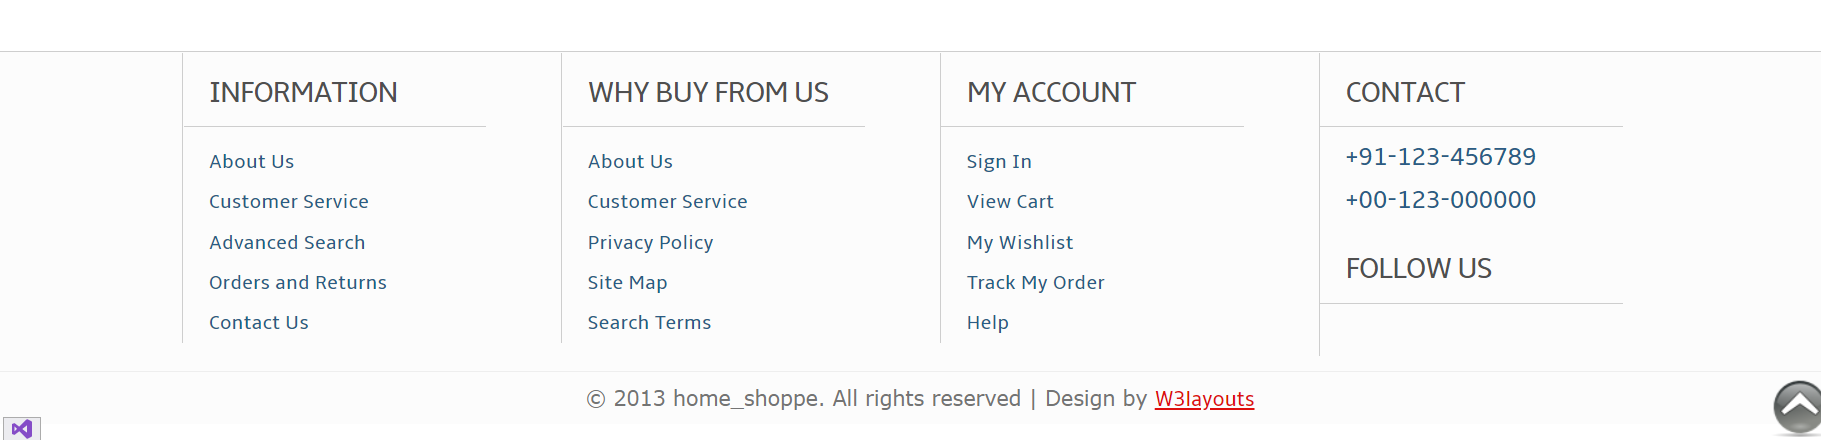 INFORMATION
About Us
Customer Service
Advanced Search
Orders and Returns
Contact Us
WHY BUY FROM US
About Us
Customer Service
Privacy Policy
Site Map
Search Terms
MY ACCOUNT
Sign In
View Cart
My Wishlist
Track My Order
Help
CONTACT
+91-123-456789
+00-123-000000
FOLLOW US
© 2013 home_shoppe. All rights reserved | Design by W3layouts